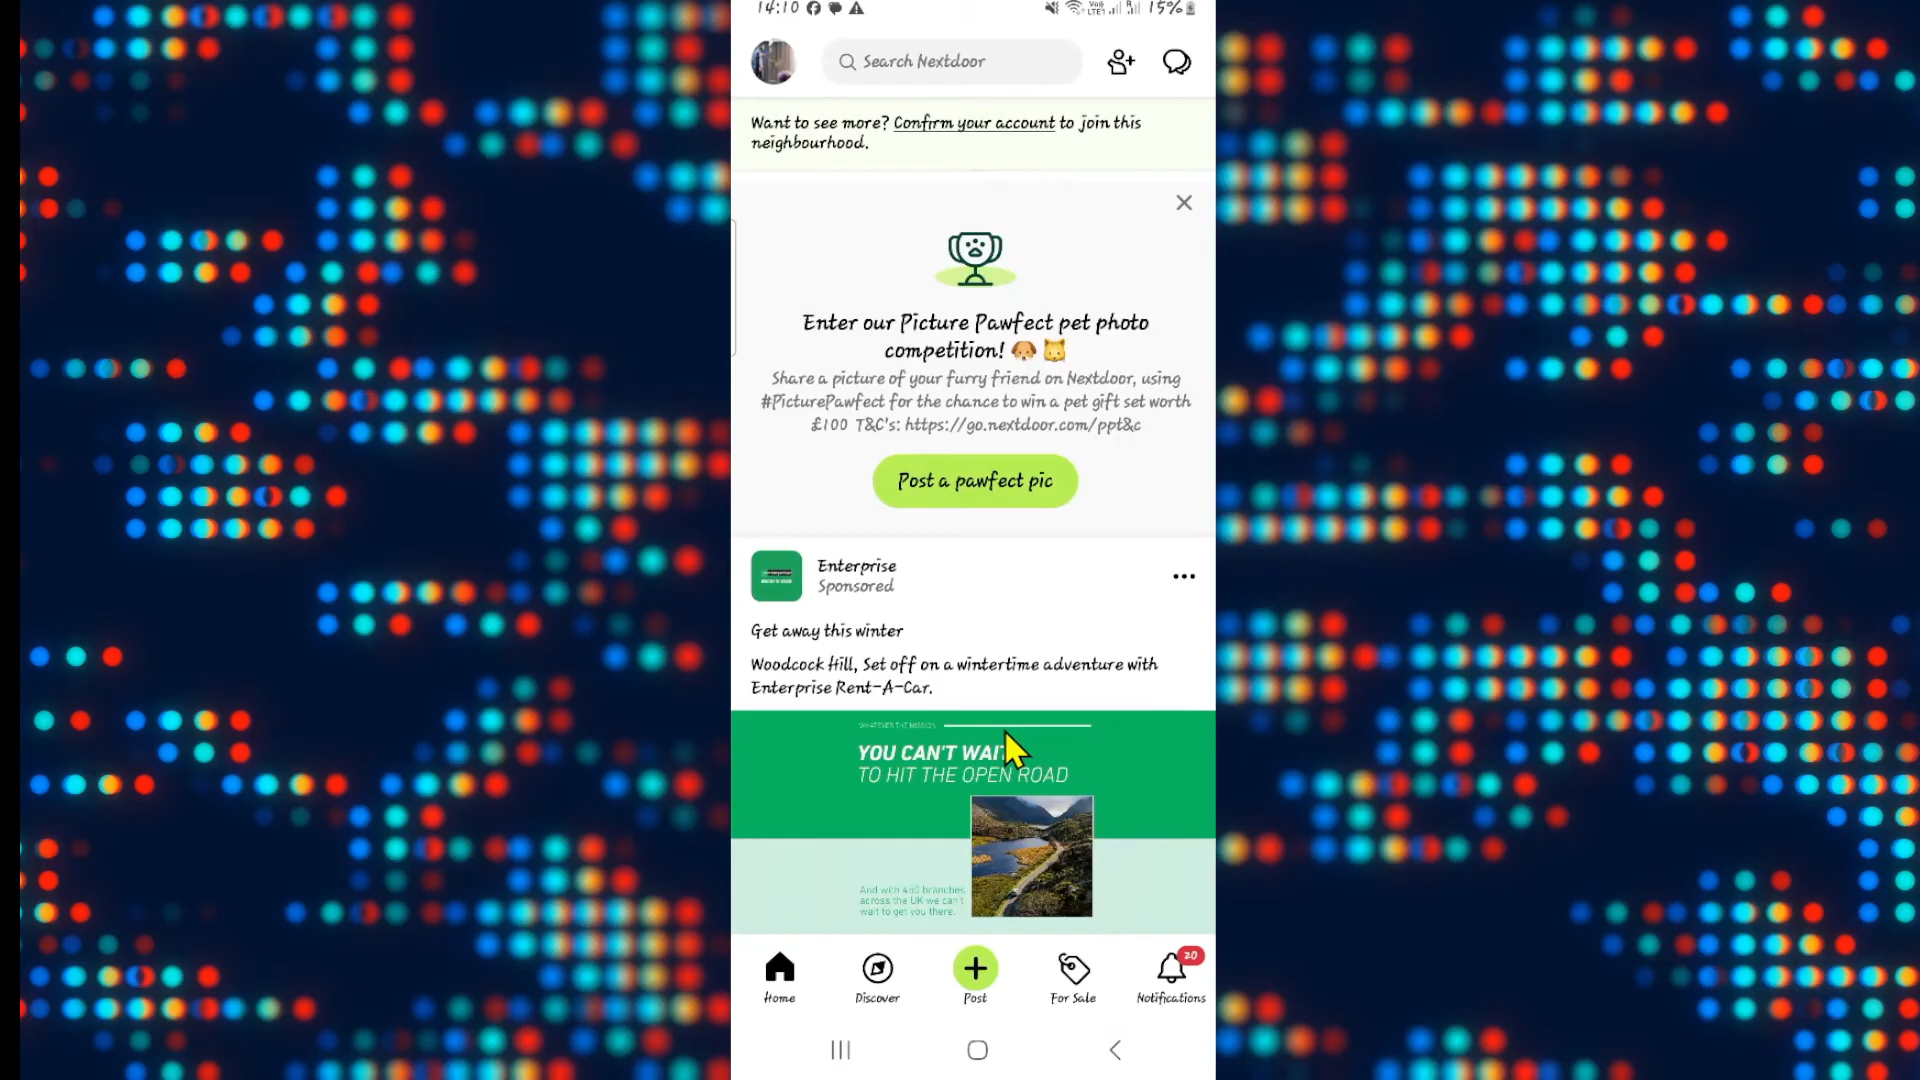 14:10
15%
Search Nextdoor
Want to see more? Confirm your account to join this
neighbourhood.
Enter our Picture Pawfect pet photo
competition! 🐶 🐱
Share a picture of your furry friend on Nextdoor, using
#PicturePawfect for the chance to win a pet gift set worth
£100 T&C's: https://go.nextdoor.com/ppt&c
Post a pawfect pic
Enterprise
Sponsored
Get away this winter
Woodcock Hill, Set off on a wintertime adventure with
Enterprise Rent-A-Car.
WHATEVER THE MISSION
YOU CAN'T WAIT
TO HIT THE OPEN ROAD
And with 450 branches
across the UK we can't
wait to get you there.
20
Home
Discover
Post
For Sale
Notifications